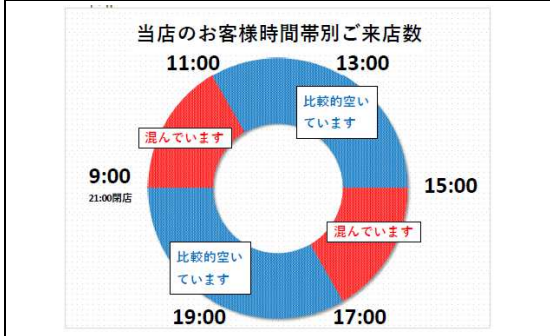 当店のお客様時間帯別ご来店数
11:00
13:00
比較的空い
ています
混んでいます
9:00
21:00閉店
15:00
混んでいます
比較的空い
ています
19:00
17:00